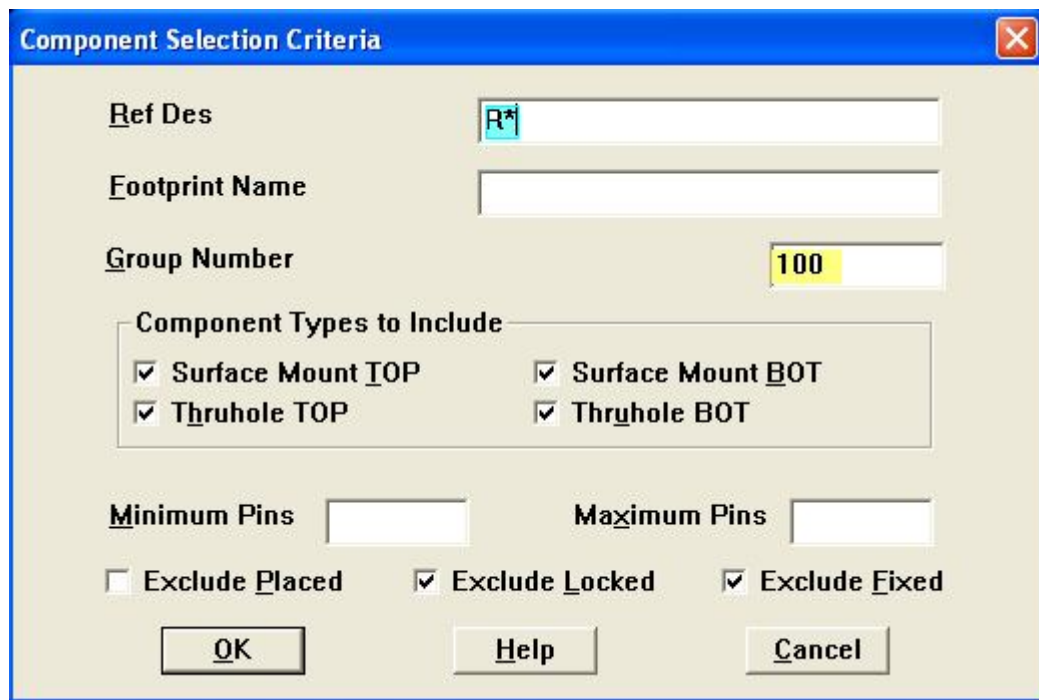 Component Selection Criteria
Ref Des R*
Footprint Name
Group Number 100
Component Types to Include
Surface Mount TOP Surface Mount BOT
Thruhole TOP Thruhole BOT
Minimum Pins Maximum Pins
Exclude Placed Exclude Locked Exclude Fixed
OK Help Cancel